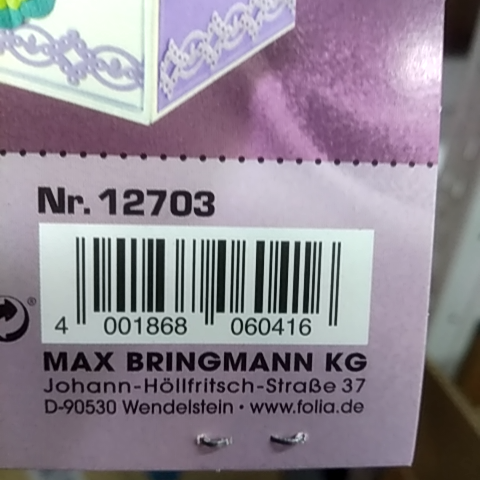 Nr. 12703
®
4 001868 060416
MAX BRINGMANN KG
Johann-Höllfritsch-Straße 37
D-90530 Wendelstein • www.folia.de